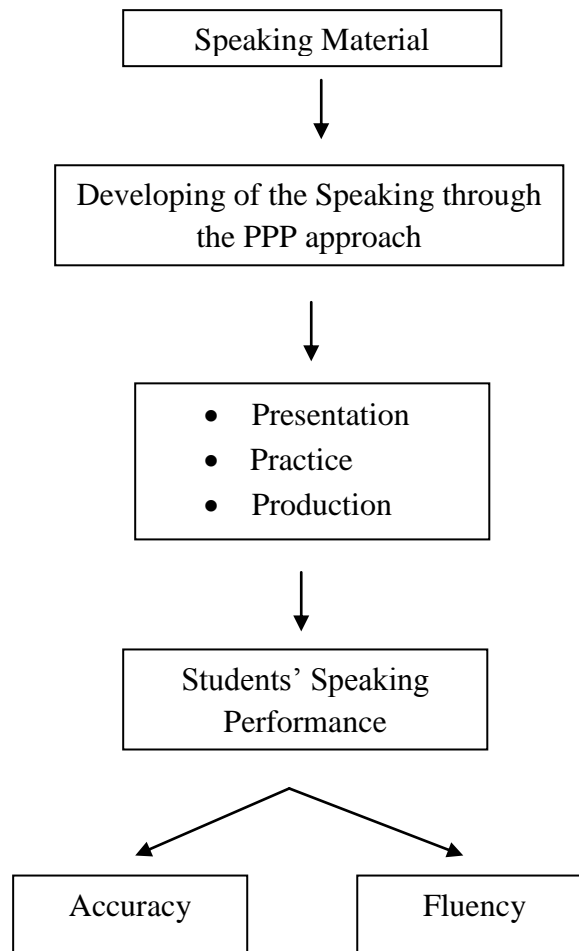 Speaking Material
Developing of the Speaking through
the PPP approach
• Presentation
• Practice
• Production
Students’ Speaking
Performance
Accuracy
Fluency